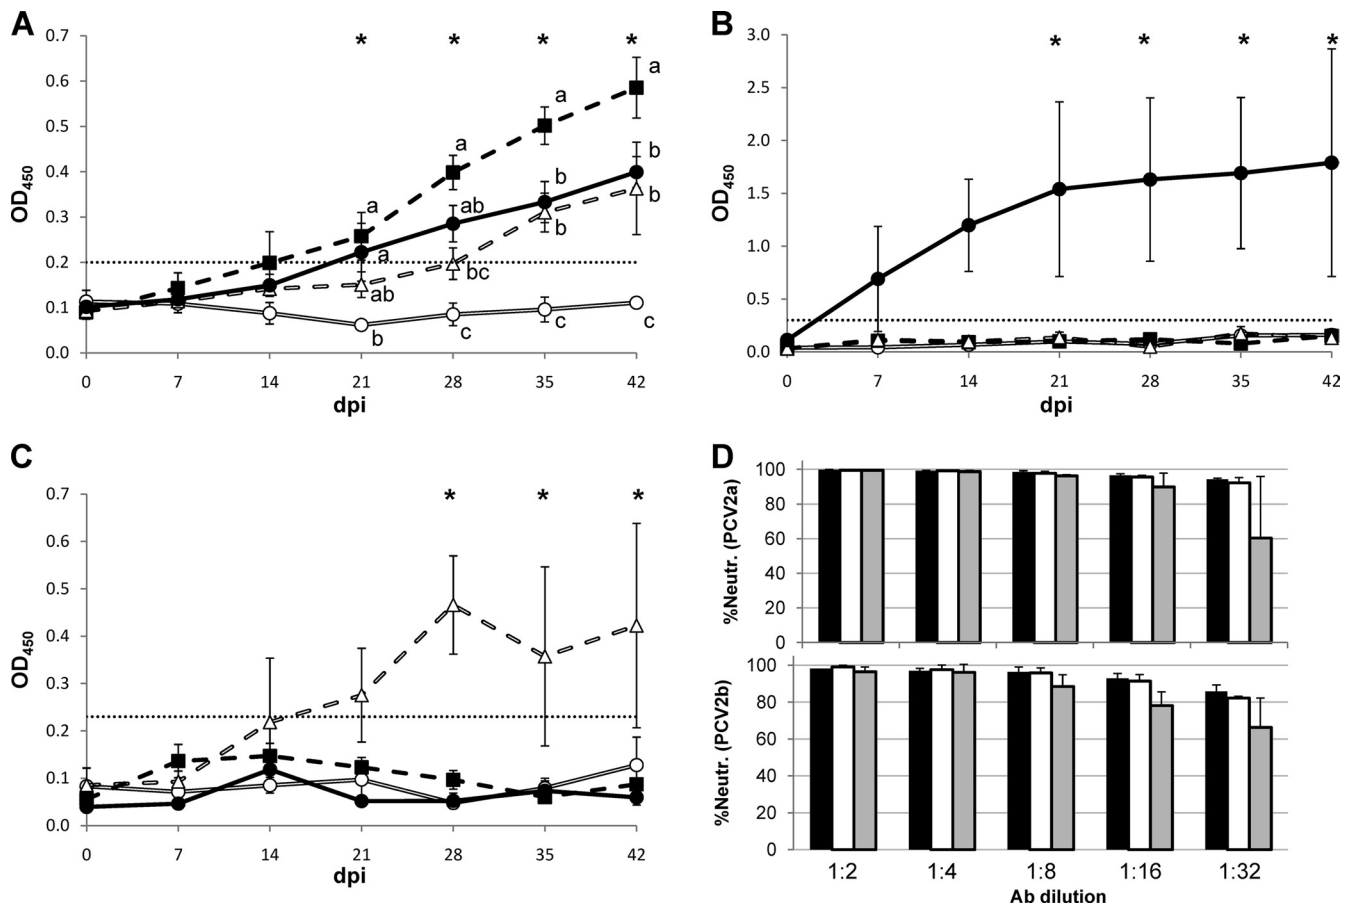 A
0.7
0.6
0.5
0.4
0.3
0.2
0.1
0.0
OD450
* * * *
a
a
a
a
b
b
ab
a
b
b
bc
ab
b
c
c
c
0 7 14 21 28 35 42
dpi
B
3.0
2.5
2.0
1.5
1.0
0.5
0.0
OD450
* * * *
0 7 14 21 28 35 42
dpi
C
0.7
0.6
0.5
0.4
0.3
0.2
0.1
0.0
OD450
* * *
0 7 14 21 28 35 42
dpi
D
%Neutr. (PCV2a)
100
80
60
40
20
0
%Neutr. (PCV2b)
100
80
60
40
20
0
1:2 1:4 1:8 1:16 1:32
Ab dilution